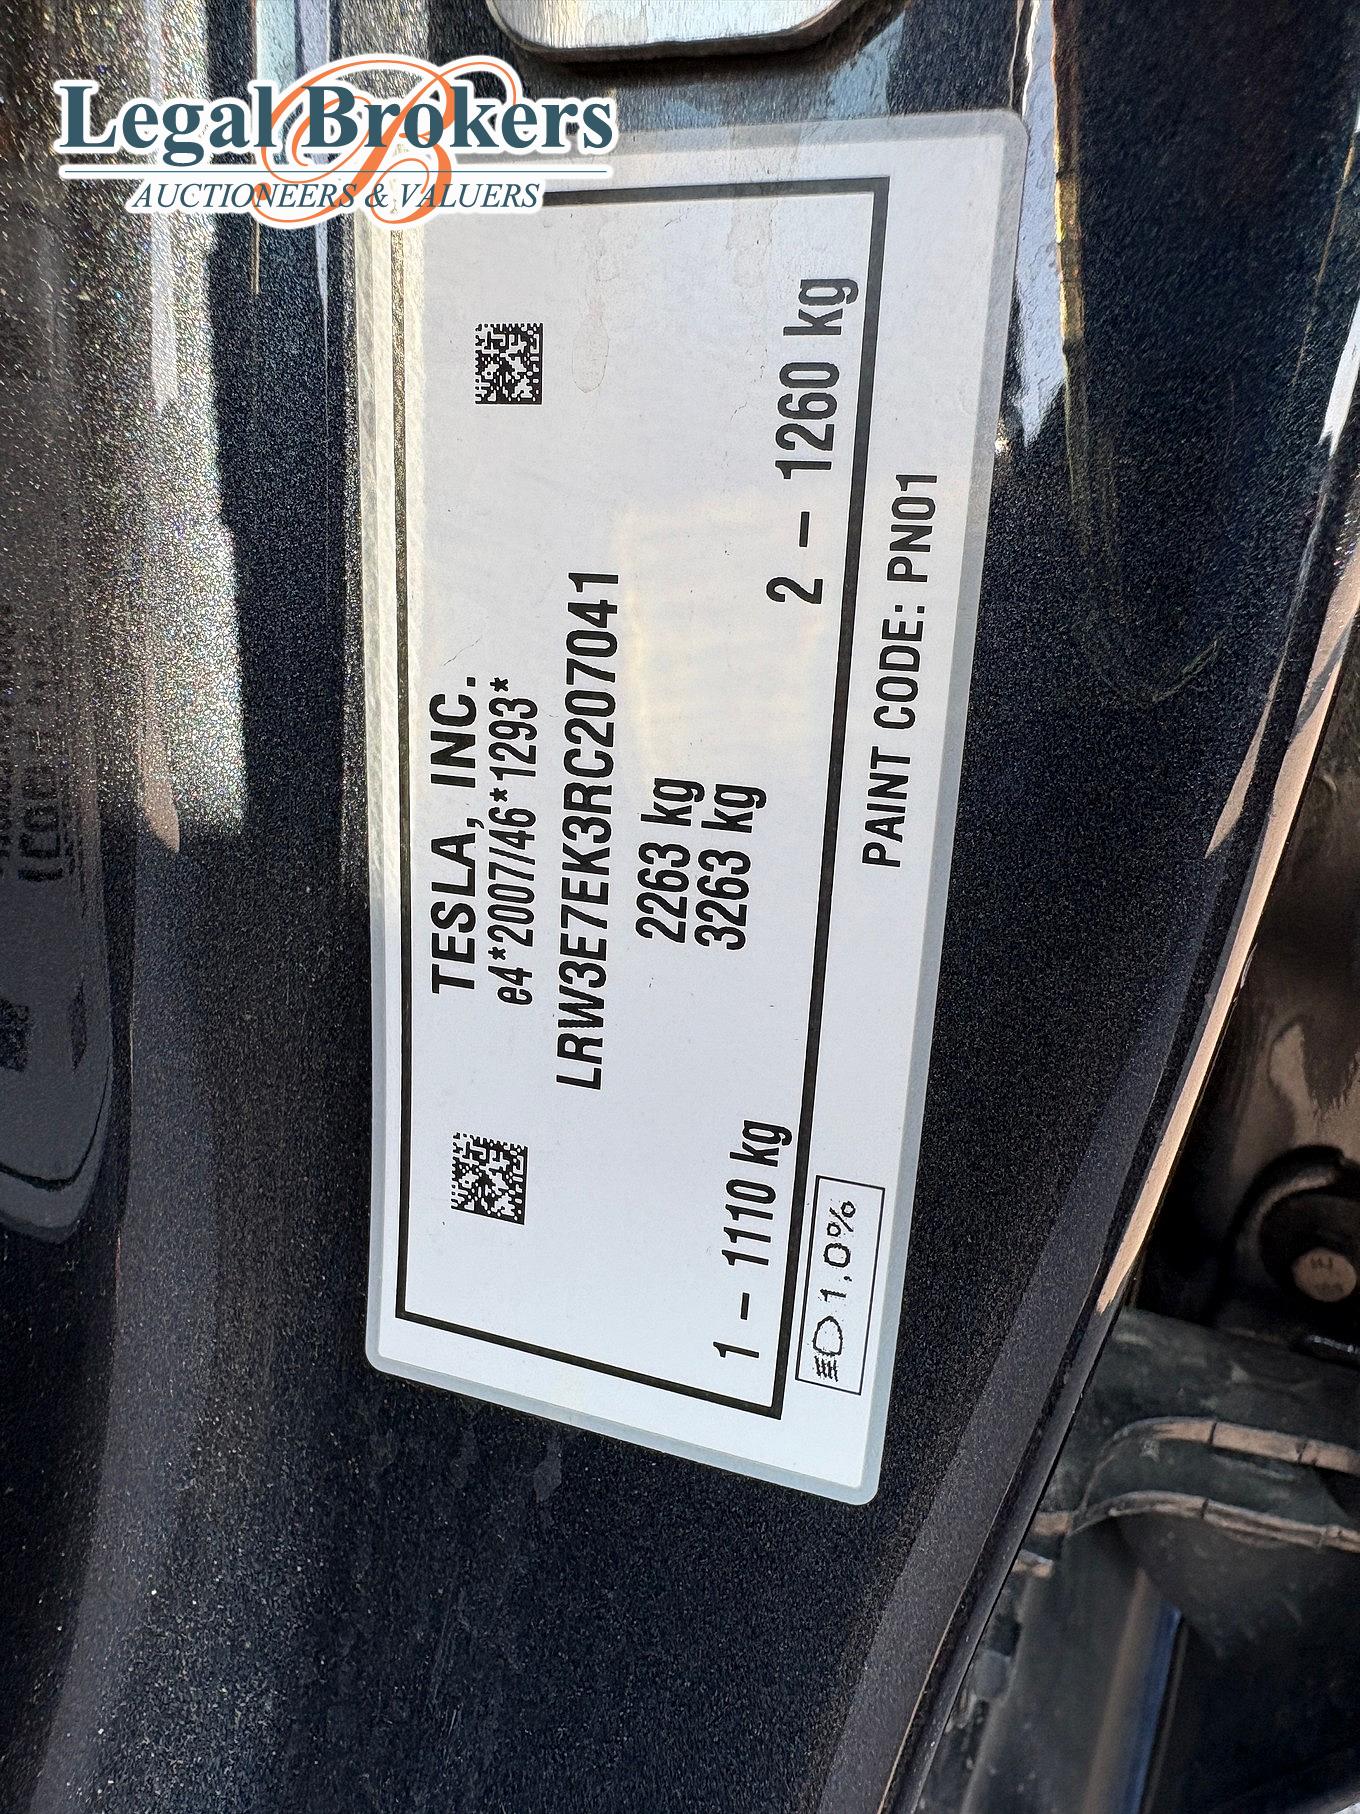 Legal Brokers
AUCTIONEERS & VALUERS
TESLA, INC.
e4*2007/46*1293*
LRW3E7EK3RC207041
2263 kg
3263 kg
1 - 1110 kg
2 - 1260 kg
1.0%
PAINT CODE: PN01